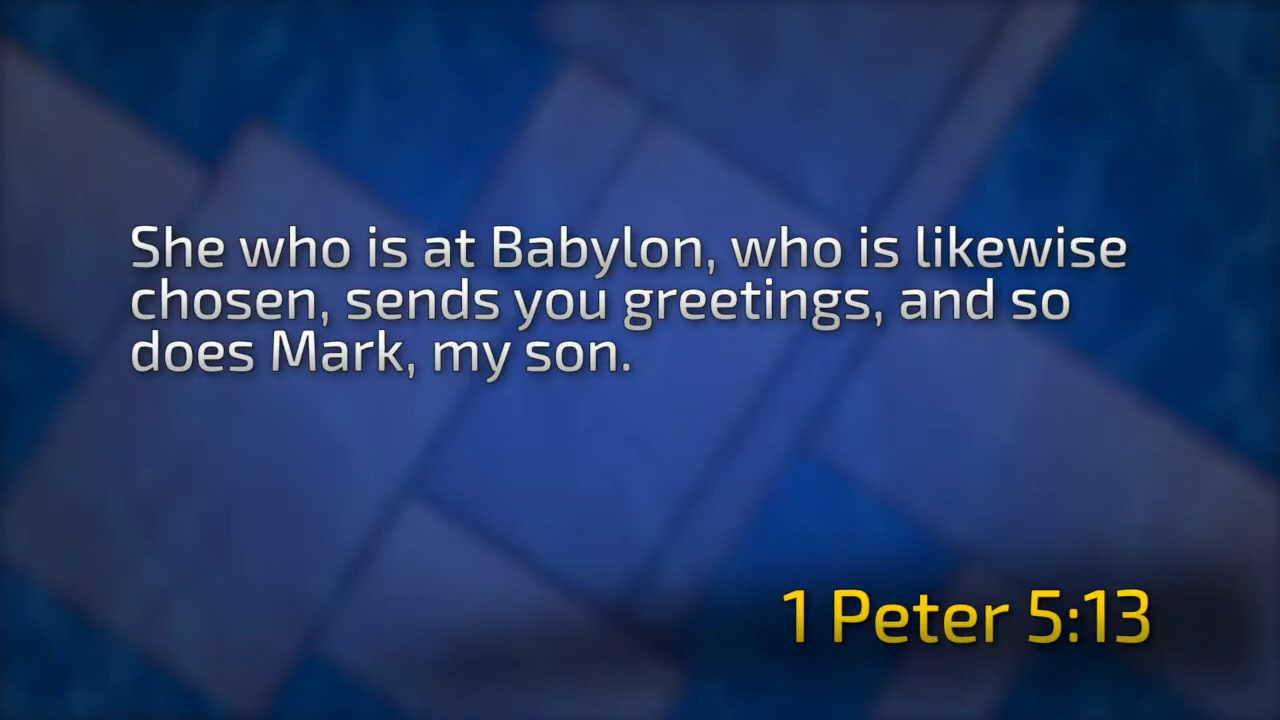 She who is at Babylon, who is likewise
chosen, sends you greetings, and so
does Mark, my son.
1 Peter 5:13